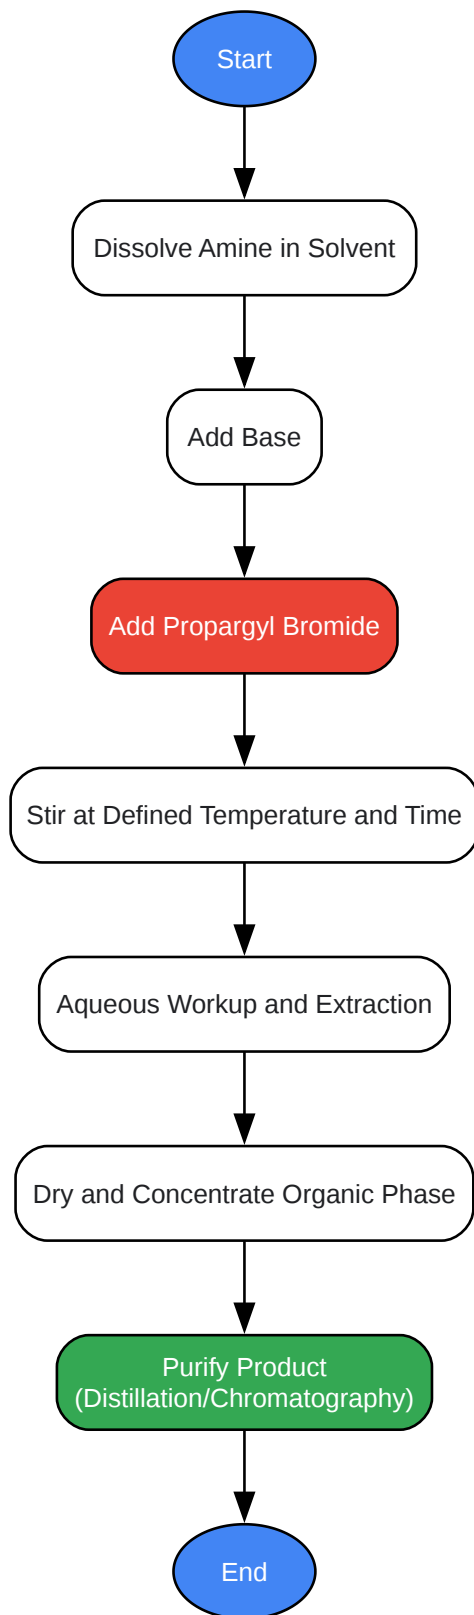 Start
Dissolve Amine in Solvent
Add Base
Add Propargyl Bromide
Stir at Defined Temperature and Time
Aqueous Workup and Extraction
Dry and Concentrate Organic Phase
Purify Product
(Distillation/Chromatography)
End